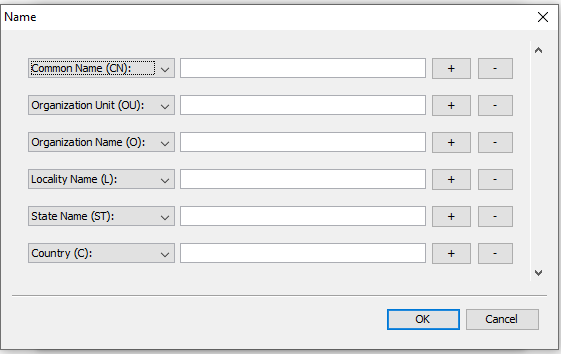 Name
Common Name (CN): + -
Organization Unit (OU): + -
Organization Name (O): + -
Locality Name (L): + -
State Name (ST): + -
Country (C): + -
OK Cancel